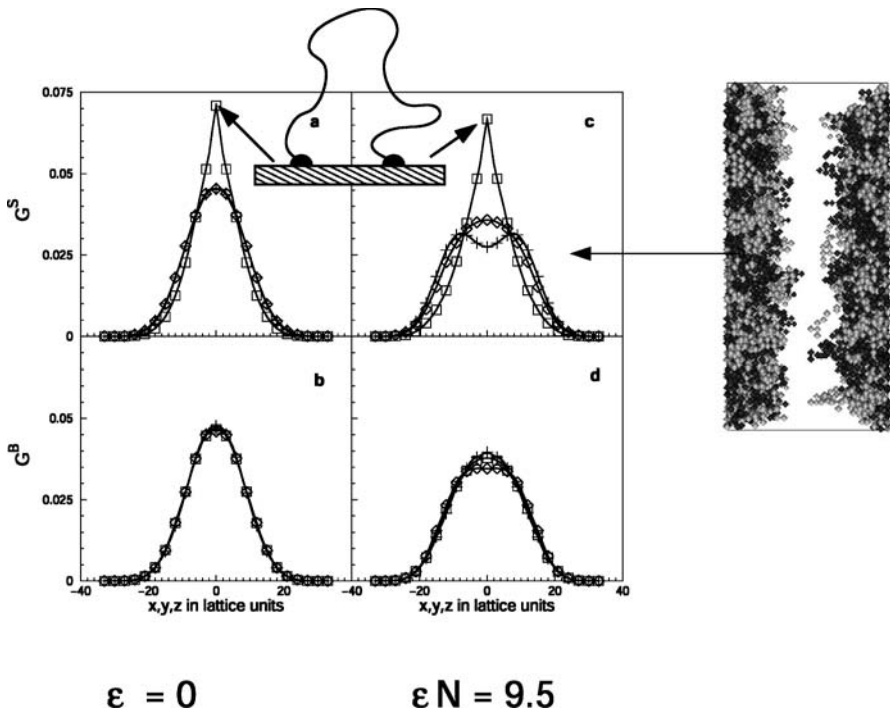 0.075
a
c
0.05
G^S
0.025
0
b
d
0.05
G^B
0.025
0
−40 −20 0 20 −40 −20 0 20 40
x,y,z in lattice units x,y,z in lattice units
ε = 0 ε N = 9.5